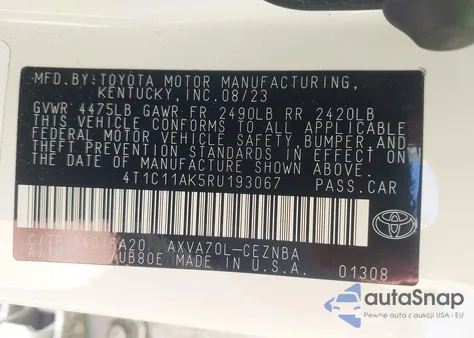 MFD.BY:TOYOTA MOTOR MANUFACTURING,
KENTUCKY, INC. 08/23
GVWR 4475LB GAWR FR 2490LB RR 2420LB
THIS VEHICLE CONFORMS TO ALL APPLICABLE
FEDERAL MOTOR VEHICLE SAFETY, BUMPER, AND
THEFT PREVENTION STANDARDS IN EFFECT ON
THE DATE OF MANUFACTURE SHOWN ABOVE.
4T1C11AK5RU193067 PASS.CAR
TOYOTA
AXVA70L-CEZNBA
UB80E MADE IN U.S.A.
01308
autoSnap
Pewne auta z aukcji USA i EU